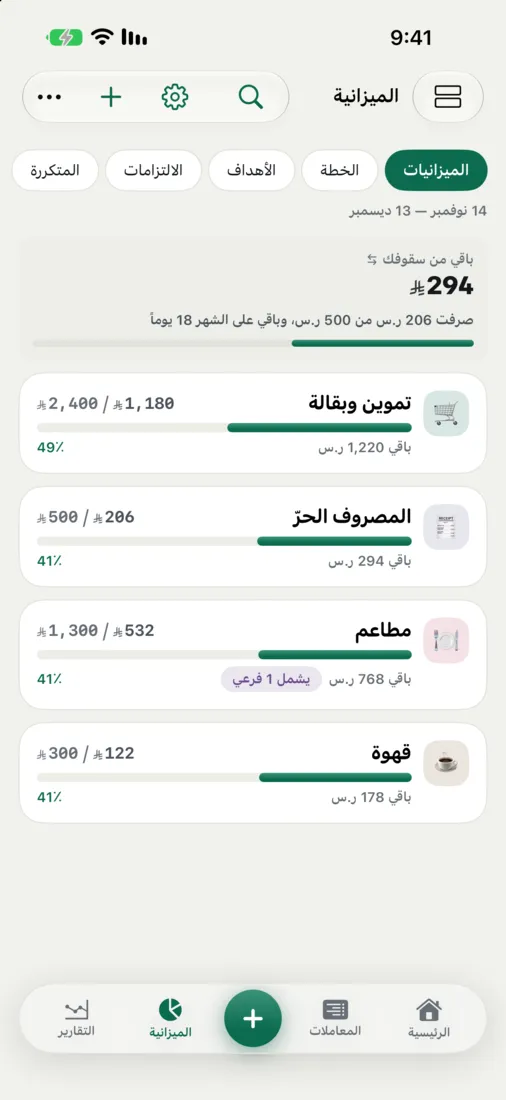 9:41
الميزانية
الميزانيات
الخطة
الأهداف
الالتزامات
المتكررة
14 نوفمبر — 13 ديسمبر
باقي من سقوفك
294
صرفت 206 ر.س من 500 ر.س، وباقي على الشهر 18 يوماً
تموين وبقالة
1,180 / 2,400
باقي 1,220 ر.س
49٪
المصروف الحرّ
206 / 500
باقي 294 ر.س
41٪
مطاعم
532 / 1,300
باقي 768 ر.س
يشمل 1 فرعي
41٪
قهوة
122 / 300
باقي 178 ر.س
41٪
الرئيسية
المعاملات
الميزانية
التقارير